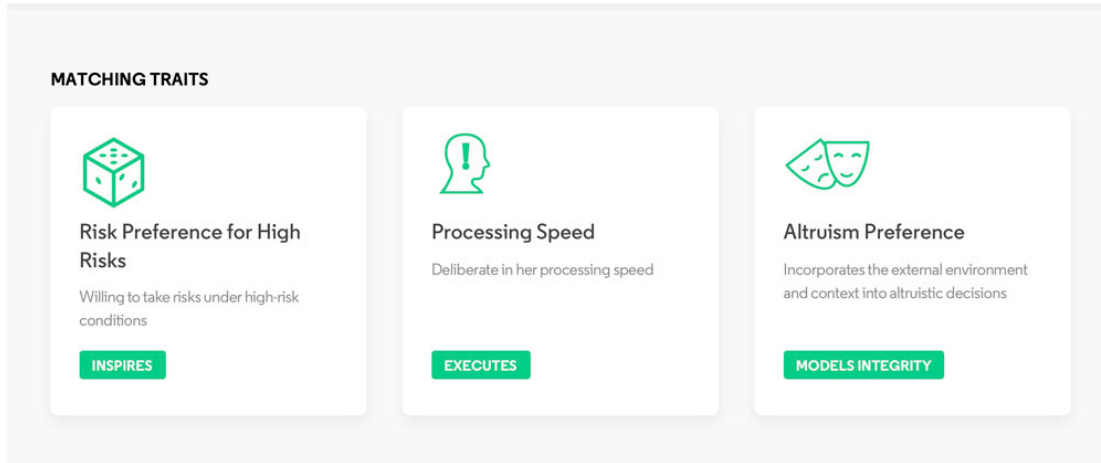 MATCHING TRAITS
Risk Preference for High
Risks
Willing to take risks under high-risk
conditions
INSPIRES
Processing Speed
Deliberate in her processing speed
EXECUTES
Altruism Preference
Incorporates the external environment
and context into altruistic decisions
MODELS INTEGRITY